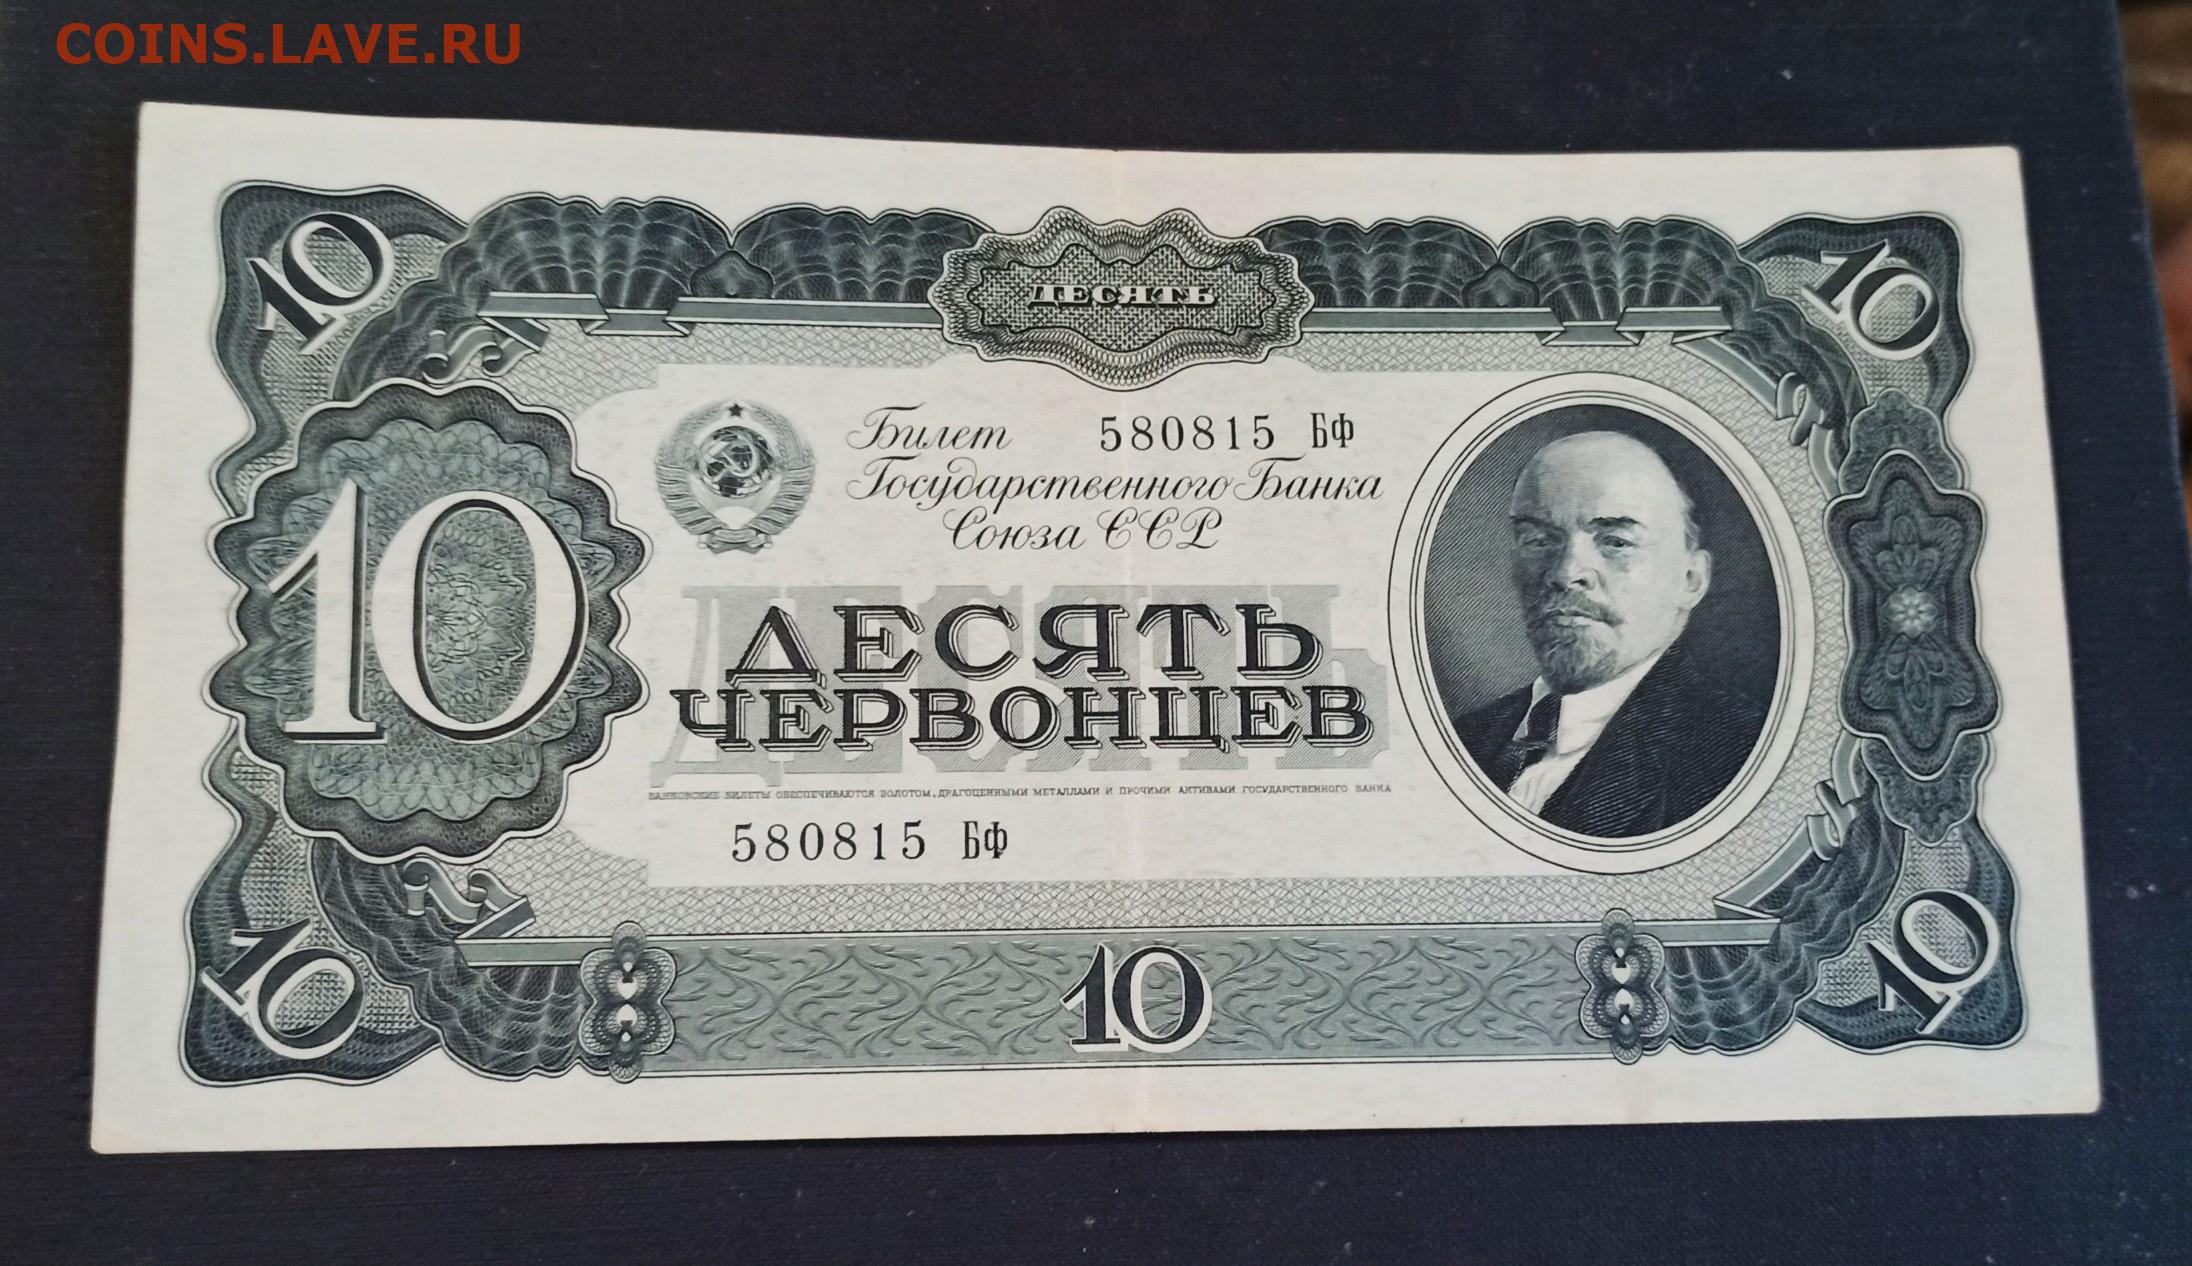 COINS.LAVE.RU
10
10
ДЕСЯТЬ
Билет 580815 БФ
Государственного Банка
Союза ССР
10
ДЕСЯТЬ
ДЕСЯТЬ
ЧЕРВОНЦЕВ
БАНКОВСКИЕ БИЛЕТЫ ОБЕСПЕЧИВАЮТСЯ ЗОЛОТОМ, ДРАГОЦЕННЫМИ МЕТАЛЛАМИ И ПРОЧИМИ АКТИВАМИ ГОСУДАРСТВЕННОГО БАНКА
580815 БФ
10
10
10